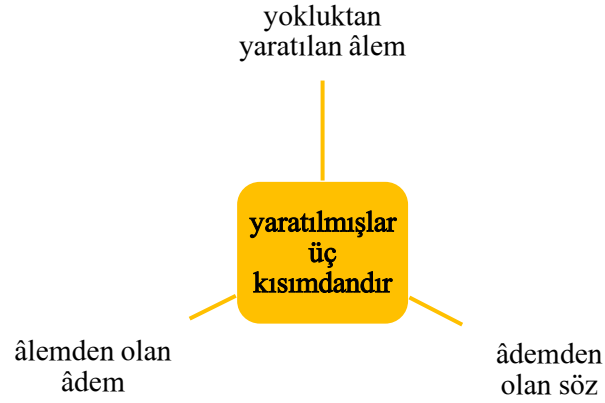 yokluktan
yaratılan âlem
yaratılmışlar
üç
kısımdandır
âlemden olan
âdem
âdemden
olan söz